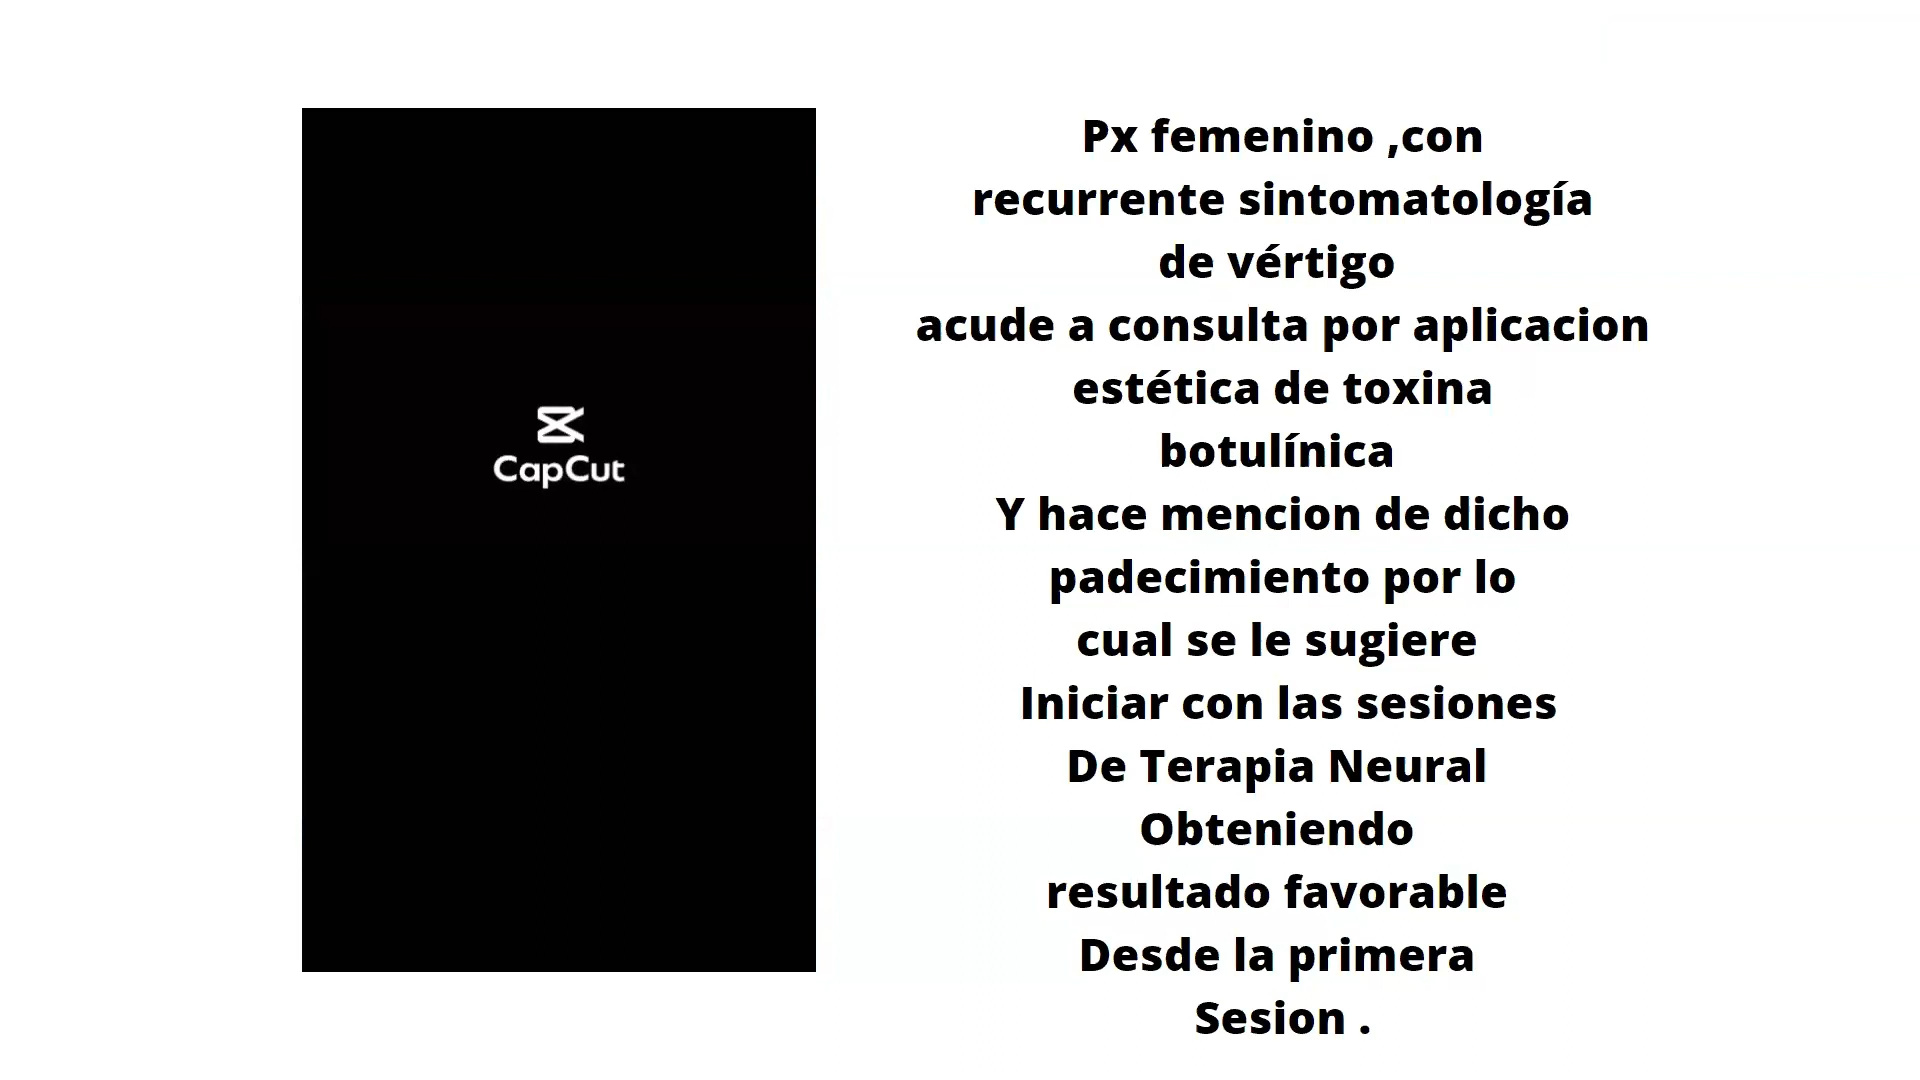 CapCut
Px femenino ,con
recurrente sintomatología
de vértigo
acude a consulta por aplicacion
estética de toxina
botulínica
Y hace mencion de dicho
padecimiento por lo
cual se le sugiere
Iniciar con las sesiones
De Terapia Neural
Obteniendo
resultado favorable
Desde la primera
Sesion .